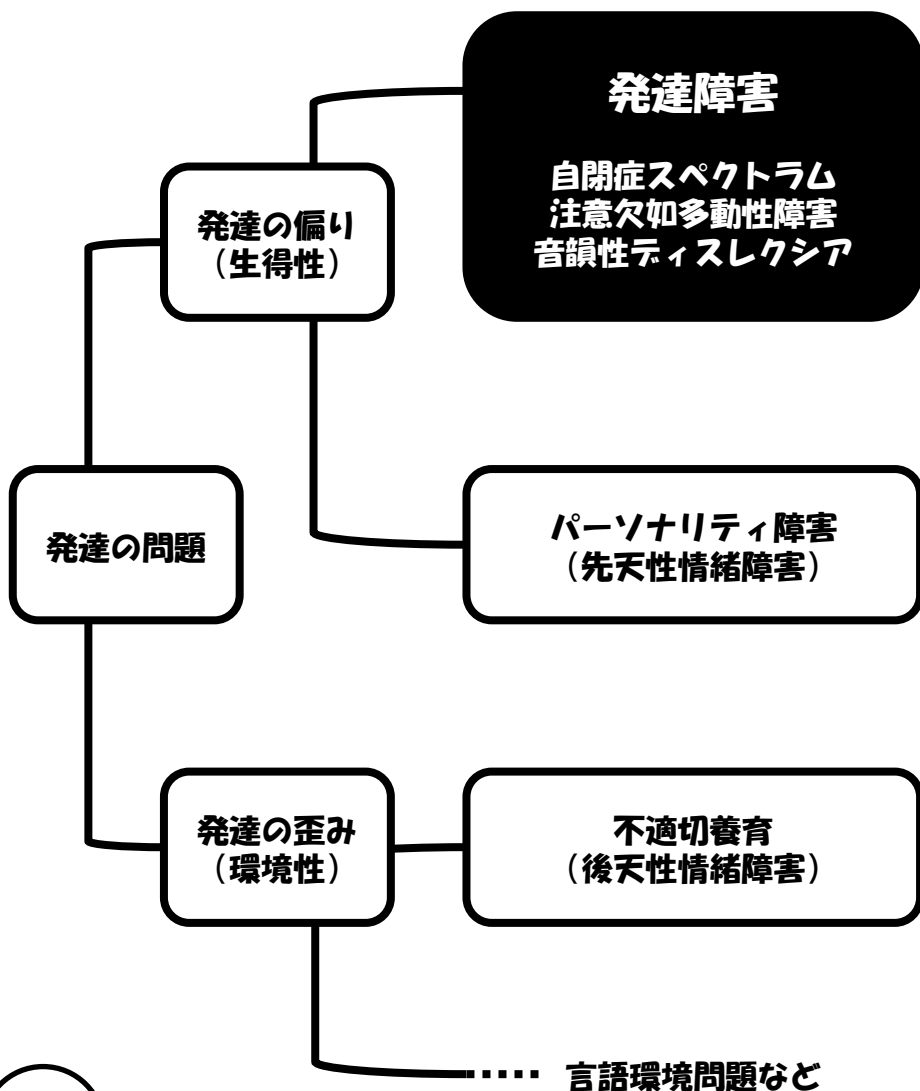 発達障害
自閉症スペクトラム
注意欠如多動性障害
音韻性ディスレクシア
発達の偏り
(生得性)
発達の問題
パーソナリティ障害
(先天性情緒障害)
発達の歪み
(環境性)
不適切養育
(後天性情緒障害)
言語環境問題など